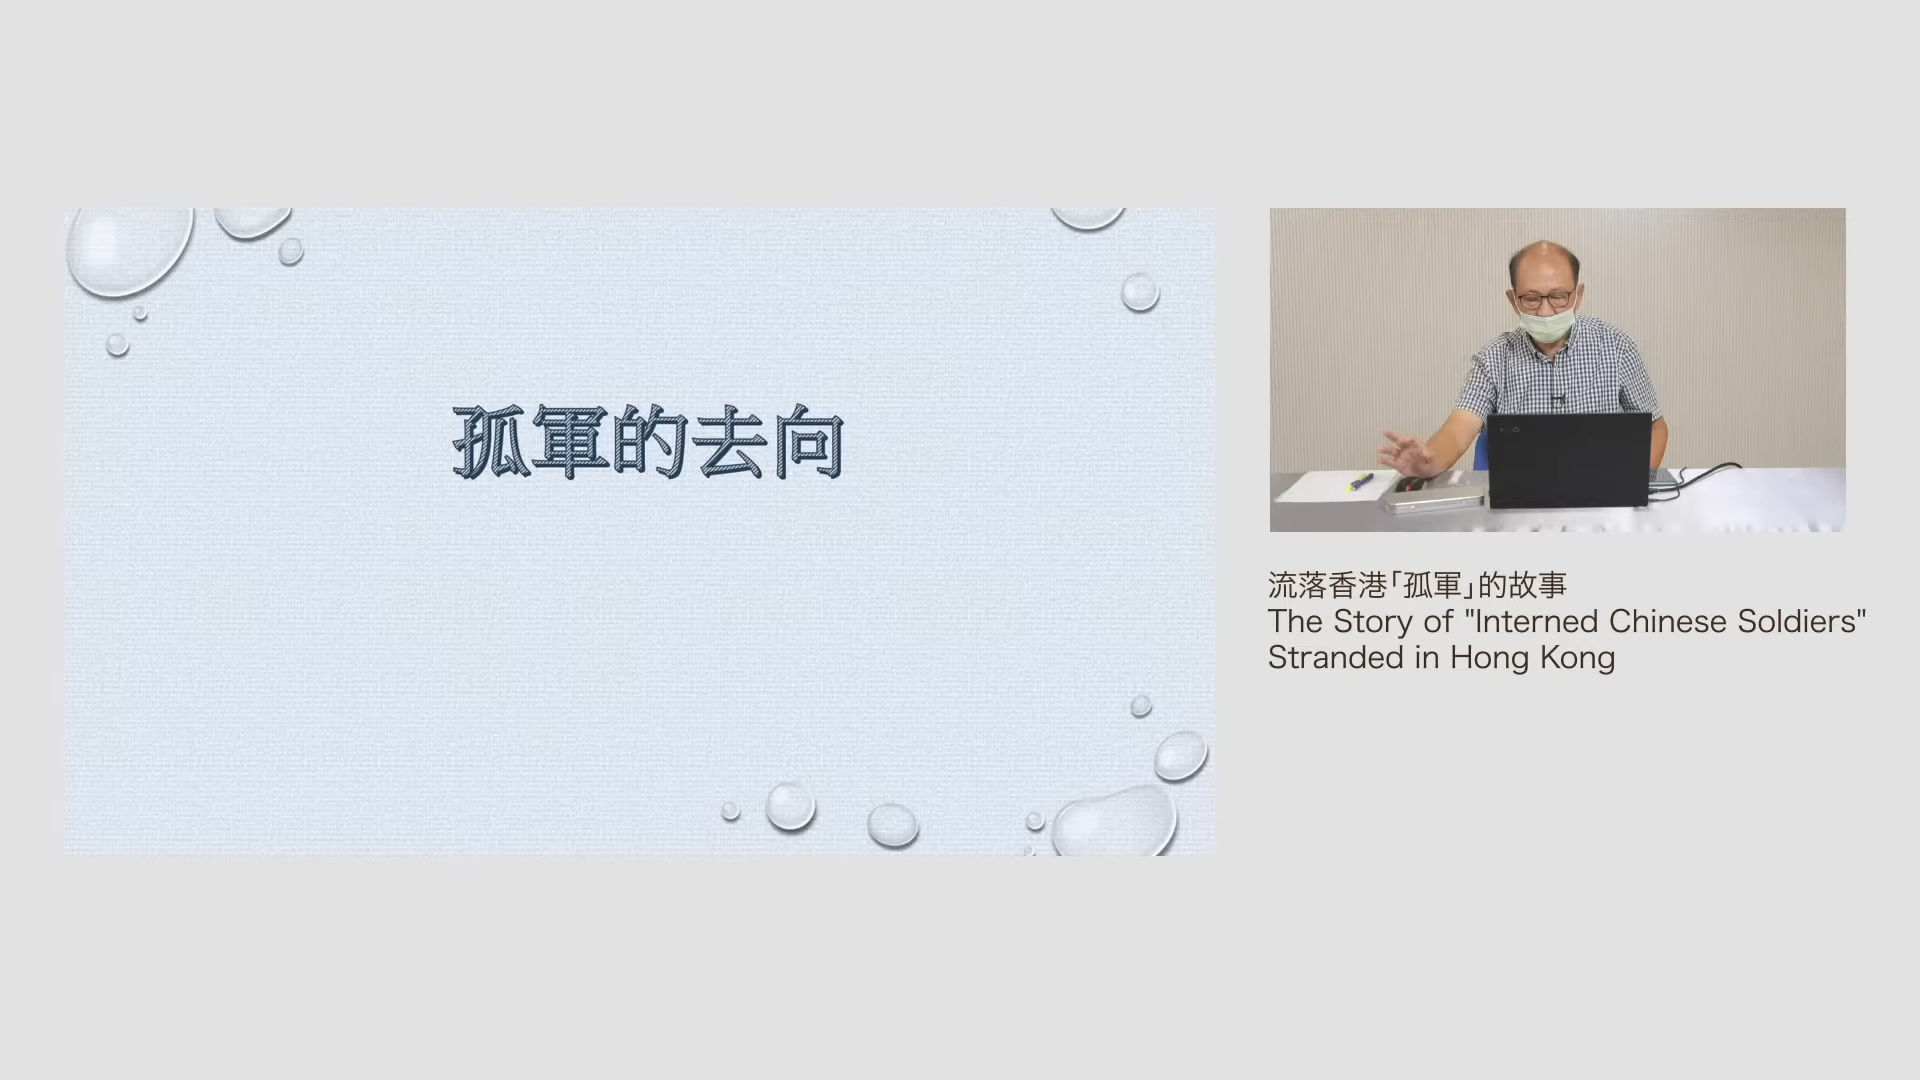 孤軍的去向
流落香港「孤軍」的故事
The Story of "Interned Chinese Soldiers"
Stranded in Hong Kong